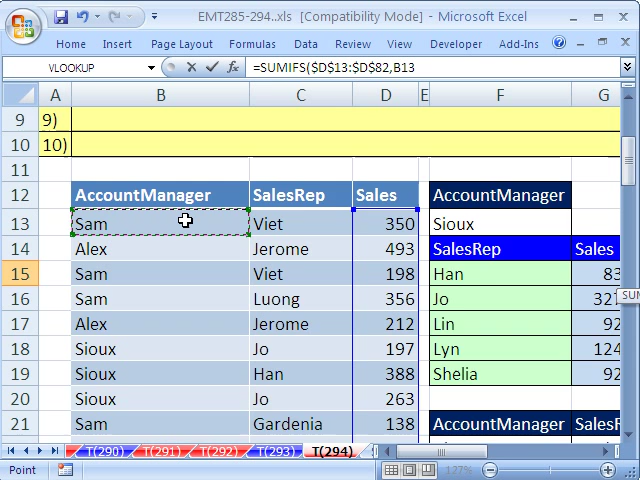 EMT285-294..xls [Compatibility Mode] - Microsoft Excel
Home Insert Page Layout Formulas Data Review View Developer Add-Ins
VLOOKUP fx =SUMIFS($D$13:$D$82,B13
A B C D E F G
9 9)
10 10)
11
12 AccountManager SalesRep Sales AccountManager
13 Sam Viet 350 Sioux
14 Alex Jerome 493 SalesRep Sales
15 Sam Viet 198 Han 83
16 Sam Luong 356 Jo 327
17 Alex Jerome 212 Lin 92
18 Sioux Jo 197 Lyn 124
19 Sioux Han 388 Shelia 92
20 Sioux Jo 263
21 Sam Gardenia 138 AccountManager SalesR
T(290) T(291) T(292) T(293) T(294)
Point 127%